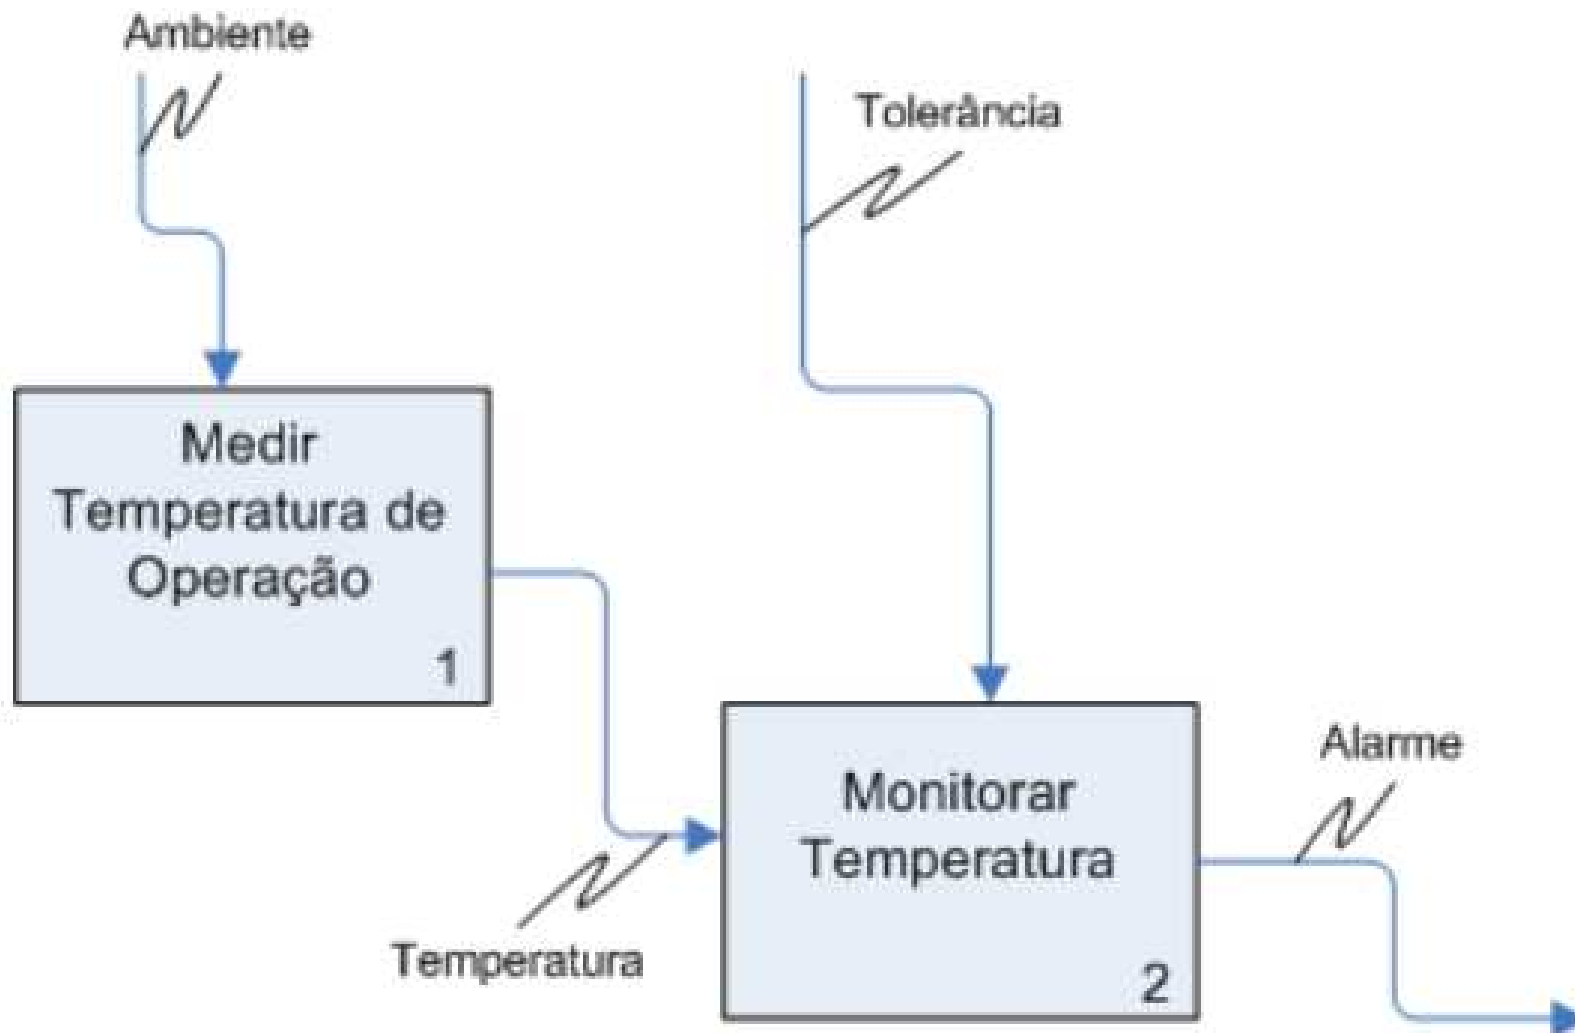 Ambiente
Tolerância
Medir
Temperatura de
Operação
1
Temperatura
Monitorar
Temperatura
2
Alarme